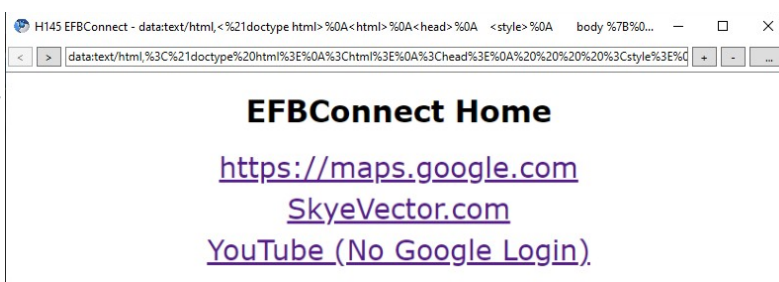 H145 EFBConnect - data:text/html,<%21doctype html>%0A<html>%0A<head>%0A <style>%0A body %7B%0...
< > data:text/html,%3C%21doctype%20html%3E%0A%3Chtml%3E%0A%3Chead%3E%0A%20%20%20%20%3Cstyle%3E%0 + - ...
EFBConnect Home
https://maps.google.com
SkyeVector.com
YouTube (No Google Login)